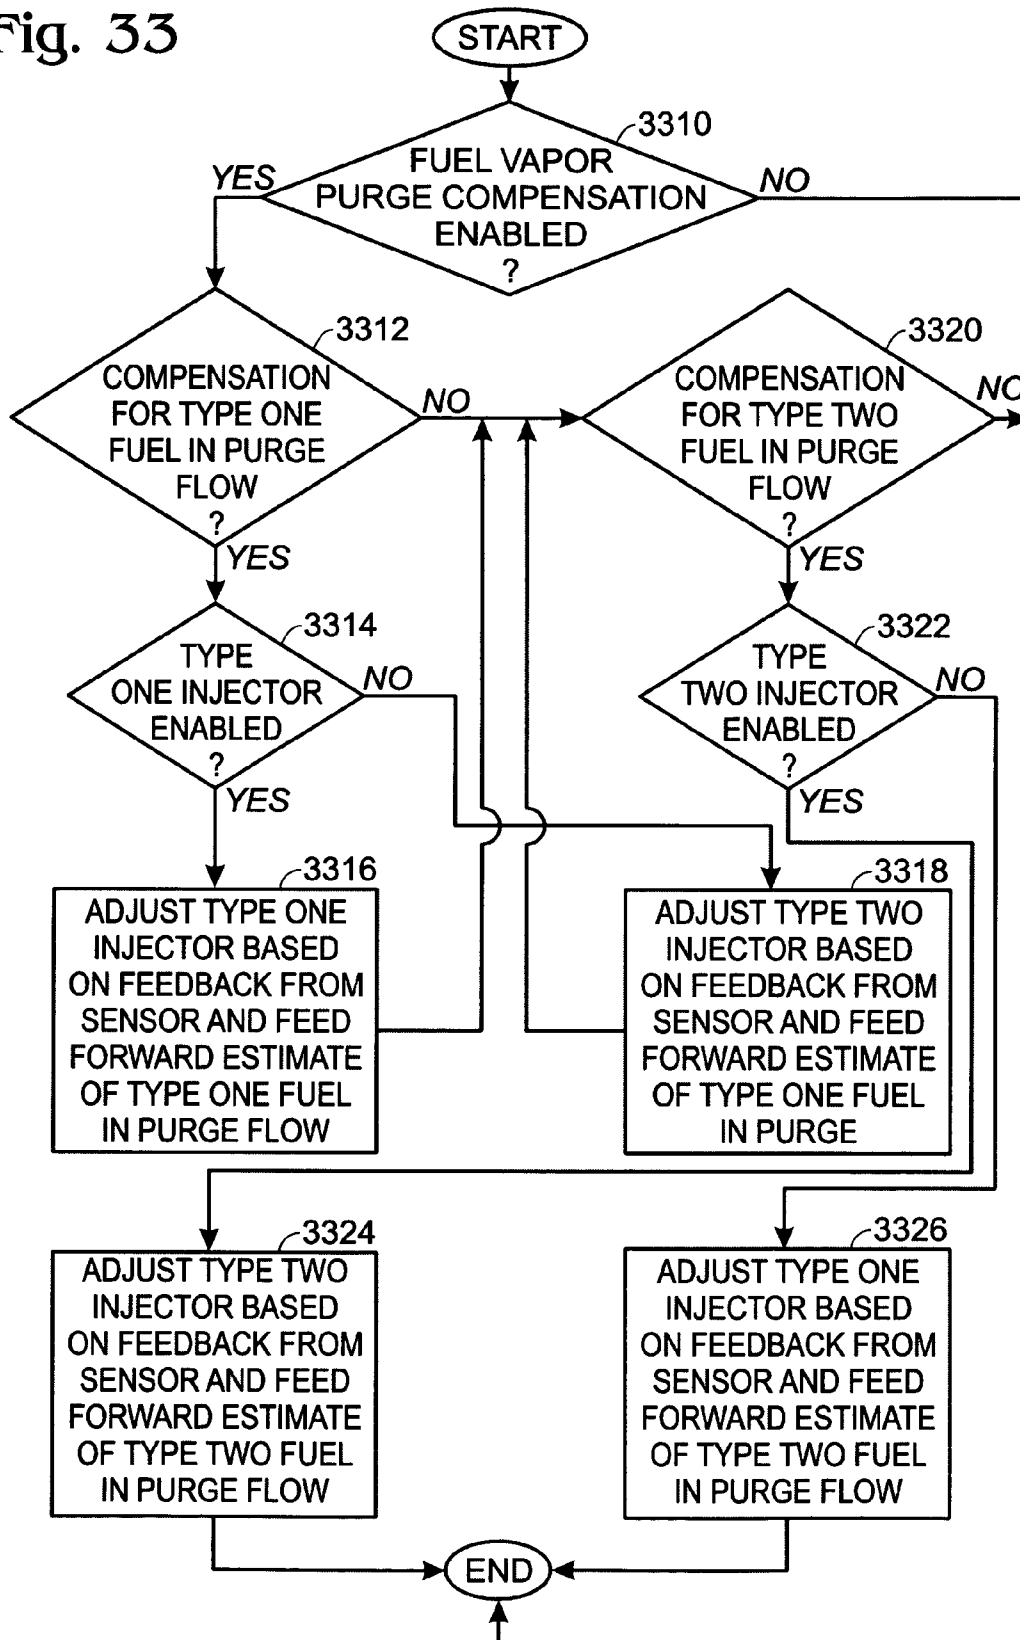 Fig. 33
START
3310
FUEL VAPOR
PURGE COMPENSATION
ENABLED
?
YES
NO
3312
COMPENSATION
FOR TYPE ONE
FUEL IN PURGE
FLOW
?
NO
YES
3320
COMPENSATION
FOR TYPE TWO
FUEL IN PURGE
FLOW
?
NO
YES
3314
TYPE
ONE INJECTOR
ENABLED
?
NO
YES
3322
TYPE
TWO INJECTOR
ENABLED
?
NO
YES
3316
ADJUST TYPE ONE
INJECTOR BASED
ON FEEDBACK FROM
SENSOR AND FEED
FORWARD ESTIMATE
OF TYPE ONE FUEL
IN PURGE FLOW
3318
ADJUST TYPE TWO
INJECTOR BASED
ON FEEDBACK FROM
SENSOR AND FEED
FORWARD ESTIMATE
OF TYPE ONE FUEL
IN PURGE
3324
ADJUST TYPE TWO
INJECTOR BASED
ON FEEDBACK FROM
SENSOR AND FEED
FORWARD ESTIMATE
OF TYPE TWO FUEL
IN PURGE FLOW
3326
ADJUST TYPE ONE
INJECTOR BASED
ON FEEDBACK FROM
SENSOR AND FEED
FORWARD ESTIMATE
OF TYPE TWO FUEL
IN PURGE FLOW
END